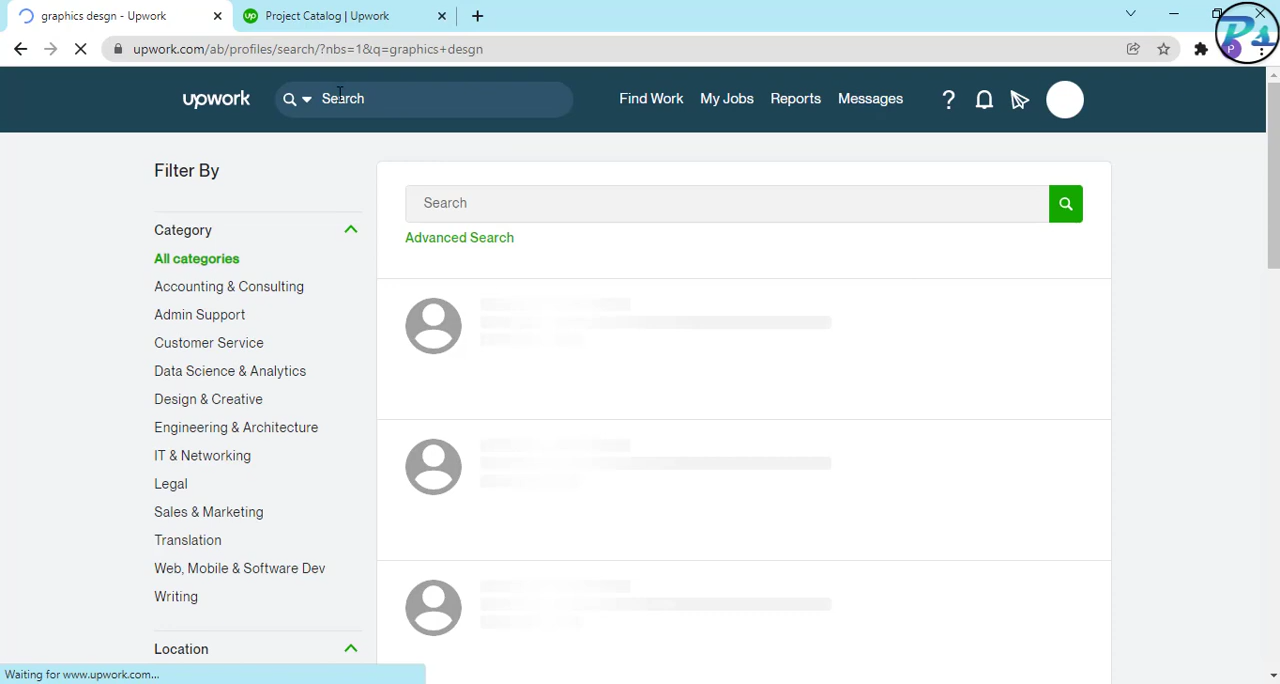 graphics desgn - Upwork
Project Catalog | Upwork
upwork.com/ab/profiles/search/?nbs=1&q=graphics+desgn
upwork
Search
Find Work
My Jobs
Reports
Messages
Filter By
Category
All categories
Accounting & Consulting
Admin Support
Customer Service
Data Science & Analytics
Design & Creative
Engineering & Architecture
IT & Networking
Legal
Sales & Marketing
Translation
Web, Mobile & Software Dev
Writing
Location
Search
Advanced Search
Waiting for www.upwork.com...